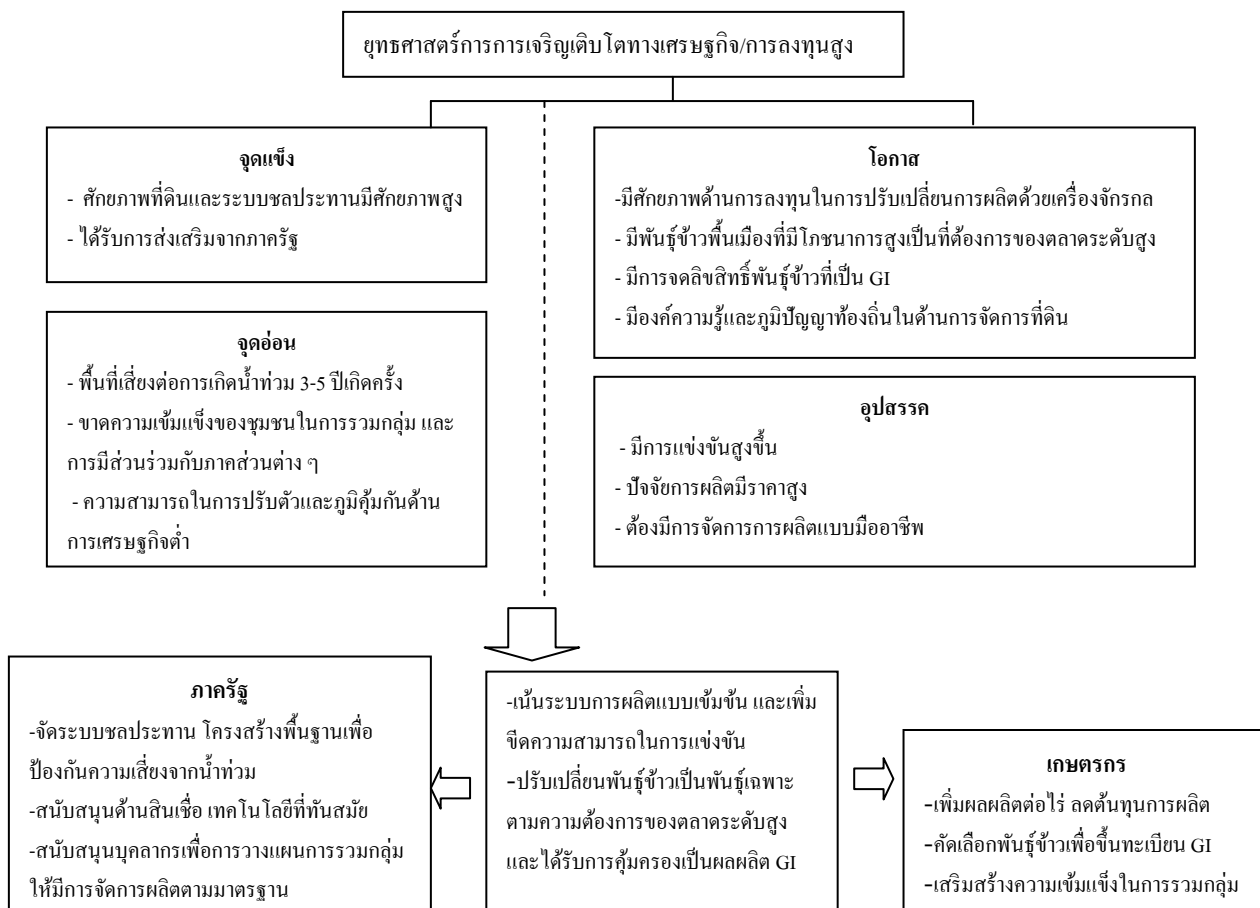 ยุทธศาสตร์การการเจริญเติบโตทางเศรษฐกิจ/การลงทุนสูง
จุดแข็ง
- ศักยภาพที่ดินและระบบชลประทานมีศักยภาพสูง
- ได้รับการส่งเสริมจากภาครัฐ
จุดอ่อน
- พื้นที่เสี่ยงต่อการเกิดน้ำท่วม 3-5 ปีเกิดครั้ง
- ขาดความเข้มแข็งของชุมชนในการรวมกลุ่ม และ
การมีส่วนร่วมกับภาคส่วนต่าง ๆ
- ความสามารถในการปรับตัวและภูมิคุ้มกันด้าน
การเศรษฐกิจต่ำ
โอกาส
-มีศักยภาพด้านการลงทุนในการปรับเปลี่ยนการผลิตด้วยเครื่องจักรกล
- มีพันธุ์ข้าวพื้นเมืองที่มีโภชนาการสูงเป็นที่ต้องการของตลาดระดับสูง
- มีการจดลิขสิทธิ์พันธุ์ข้าวที่เป็น GI
- มีองค์ความรู้และภูมิปัญญาท้องถิ่นในด้านการจัดการที่ดิน
อุปสรรค
- มีการแข่งขันสูงขึ้น
- ปัจจัยการผลิตมีราคาสูง
- ต้องมีการจัดการการผลิตแบบมืออาชีพ
ภาครัฐ
-จัดระบบชลประทาน โครงสร้างพื้นฐานเพื่อ
ป้องกันความเสี่ยงจากน้ำท่วม
-สนับสนุนด้านสินเชื่อ เทคโนโลยีที่ทันสมัย
-สนับสนุนบุคลากรเพื่อการวางแผนการรวมกลุ่ม
ให้มีการจัดการผลิตตามมาตรฐาน
-เน้นระบบการผลิตแบบเข้มข้น และเพิ่ม
ขีดความสามารถในการแข่งขัน
-ปรับเปลี่ยนพันธุ์ข้าวเป็นพันธุ์เฉพาะ
ตามความต้องการของตลาดระดับสูง
และได้รับการคุ้มครองเป็นผลผลิต GI
เกษตรกร
-เพิ่มผลผลิตต่อไร่ ลดต้นทุนการผลิต
-คัดเลือกพันธุ์ข้าวเพื่อขึ้นทะเบียน GI
-เสริมสร้างความเข้มแข็งในการรวมกลุ่ม